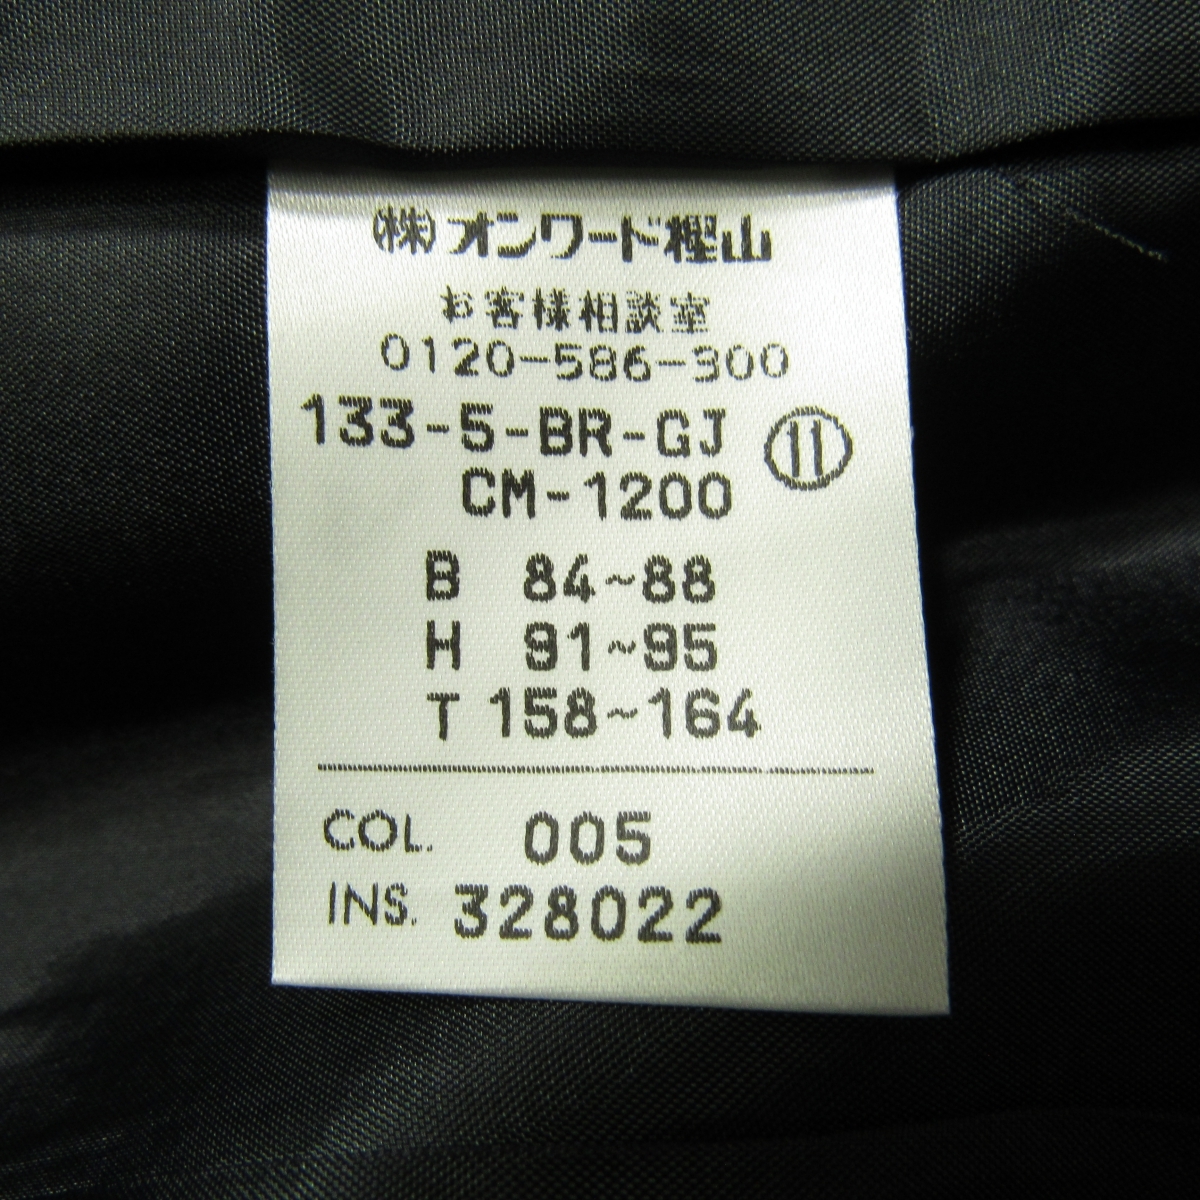 (株)オンワード樫山
お客様相談室
0120-586-300
133-5-BR-GJ ⑪
CM-1200
B 84~88
H 91~95
T 158~164
COL. 005
INS. 328022